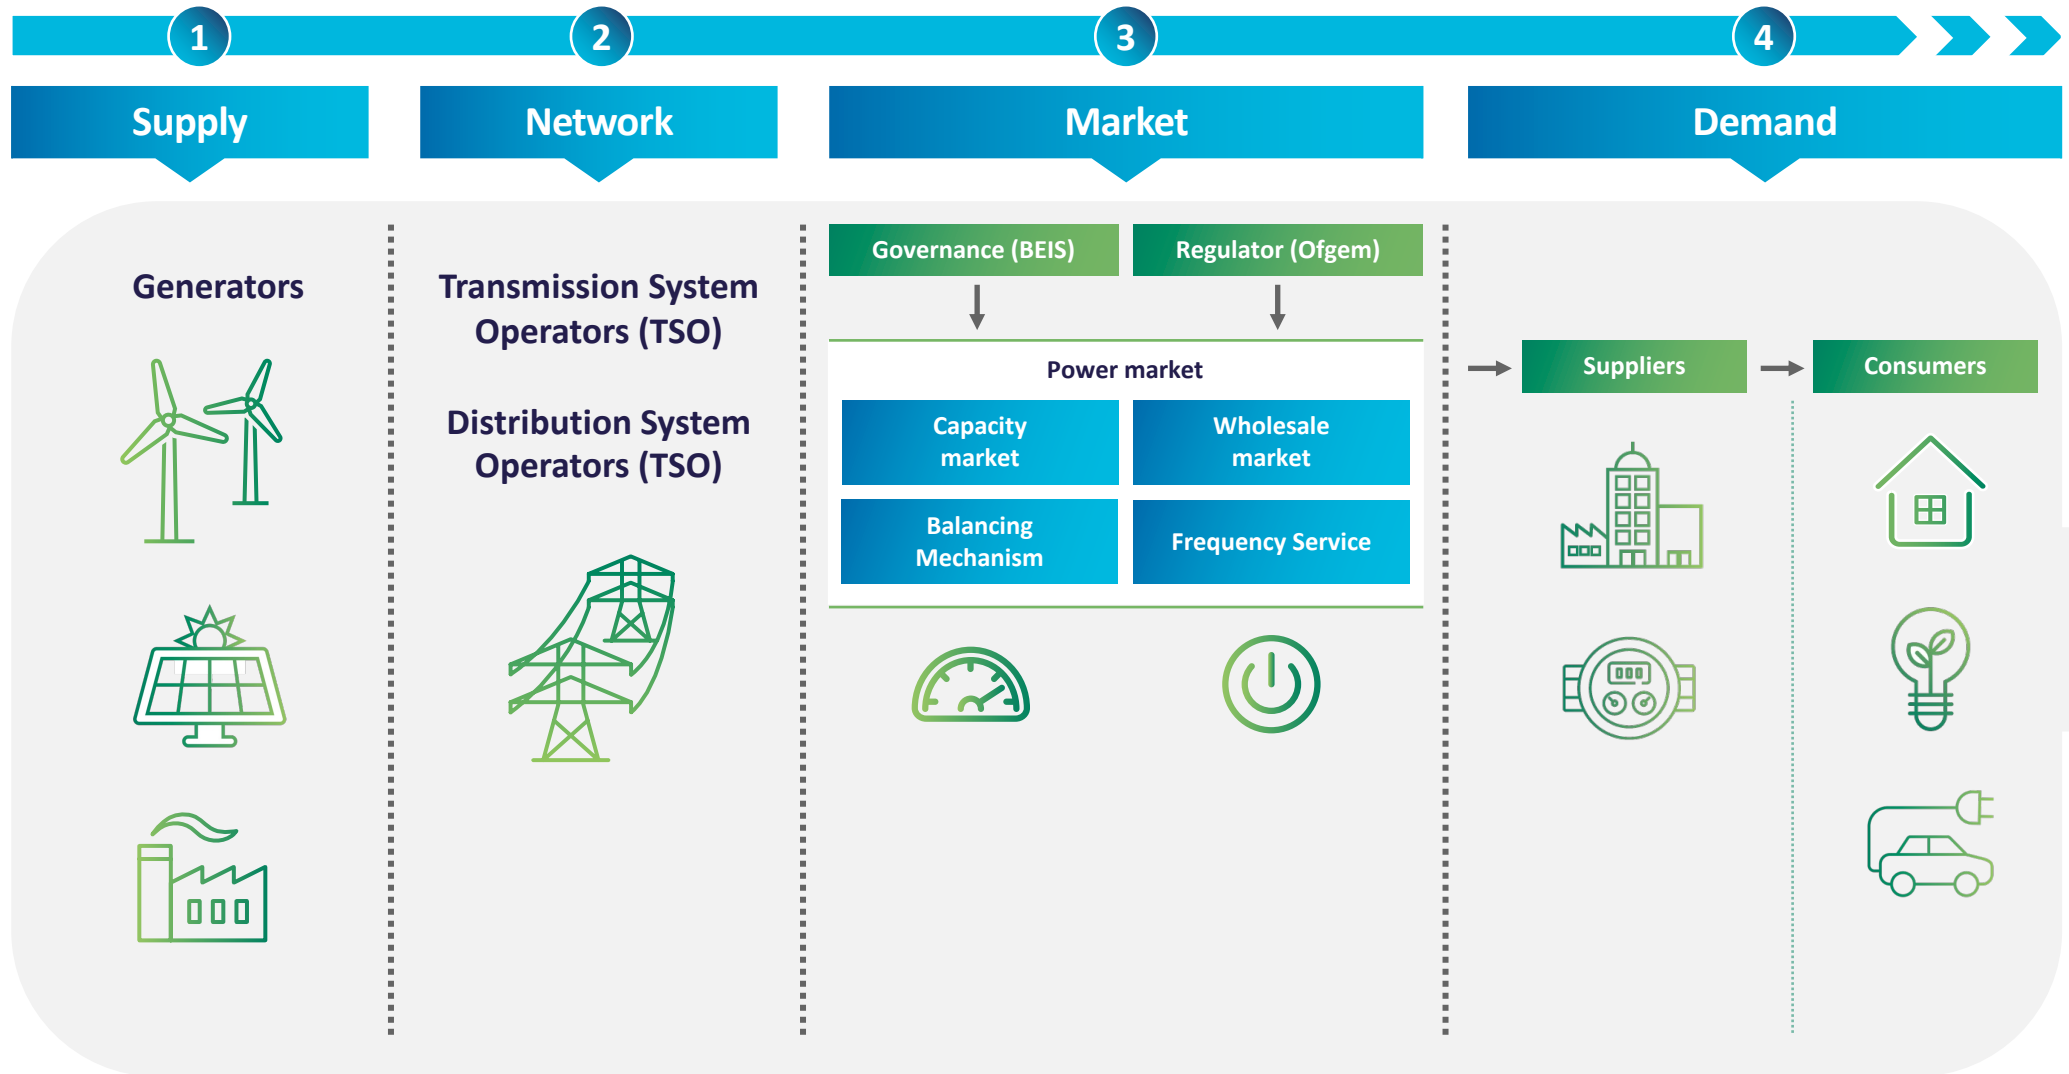 1
2
3
4
Supply
Network
Market
Demand
Generators
Transmission System
Operators (TSO)
Distribution System
Operators (TSO)
Governance (BEIS)
Regulator (Ofgem)
Power market
Capacity
market
Wholesale
market
Balancing
Mechanism
Frequency Service
Suppliers
Consumers